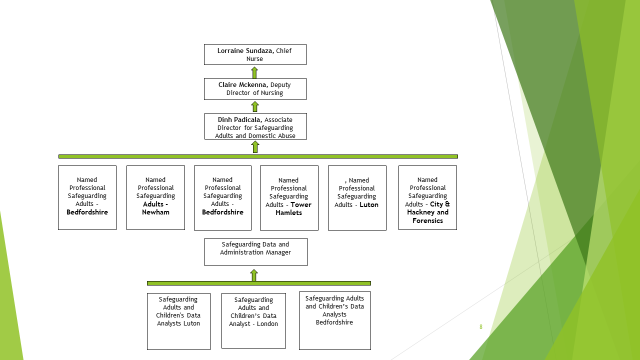 Lorraine Sundaza, Chief
Nurse
Claire Mckenna, Deputy
Director of Nursing
Dinh Padicala, Associate
Director for Safeguarding
Adults and Domestic Abuse
Named
Professional
Safeguarding
Adults -
Bedfordshire
Named
Professional
Safeguarding
Adults -
Newham
Named
Professional
Safeguarding
Adults -
Bedfordshire
Named
Professional
Safeguarding
Adults - Tower
Hamlets
, Named
Professional
Safeguarding
Adults - Luton
Named
Professional
Safeguarding
Adults - City &
Hackney and
Forensics
Safeguarding Data and
Administration Manager
Safeguarding
Adults and
Children's Data
Analysts Luton
Safeguarding
Adults and
Children's Data
Analyst - London
Safeguarding Adults
and Children's Data
Analysts
Bedfordshire